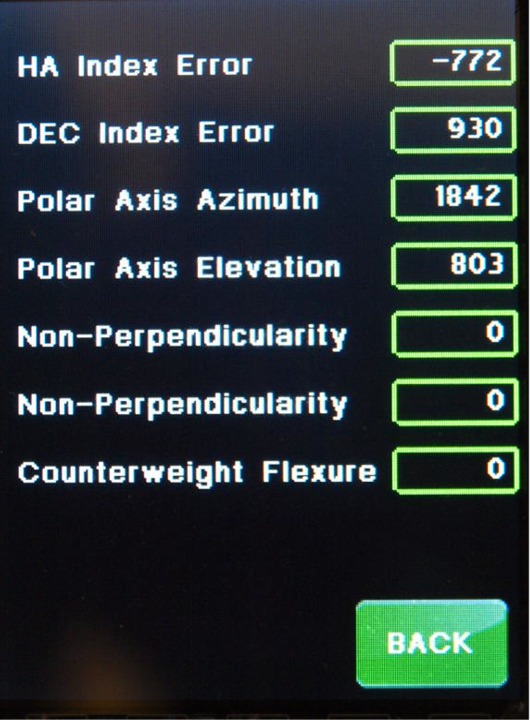 HA Index Error -772
DEC Index Error 930
Polar Axis Azimuth 1842
Polar Axis Elevation 803
Non-Perpendicularity 0
Non-Perpendicularity 0
Counterweight Flexure 0
BACK